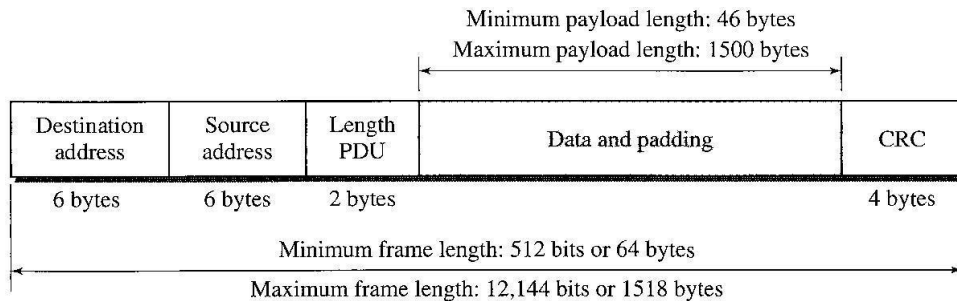 Minimum payload length: 46 bytes
Maximum payload length: 1500 bytes
Destination address
Source address
Length PDU
Data and padding
CRC
6 bytes
6 bytes
2 bytes
4 bytes
Minimum frame length: 512 bits or 64 bytes
Maximum frame length: 12,144 bits or 1518 bytes